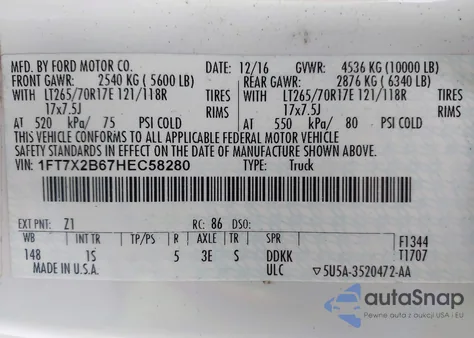 MFD. BY FORD MOTOR CO. DATE: 12/16 GVWR: 4536 KG (10000 LB)
FRONT GAWR: 2540 KG ( 5600 LB) REAR GAWR: 2876 KG ( 6340 LB)
WITH LT265/70R17E 121/118R TIRES WITH LT265/70R17E 121/118R TIRES
17x7.5J RIMS 17x7.5J RIMS
AT 520 kPa/ 75 PSI COLD AT 550 kPa/ 80 PSI COLD
THIS VEHICLE CONFORMS TO ALL APPLICABLE FEDERAL MOTOR VEHICLE
SAFETY STANDARDS IN EFFECT ON THE DATE OF MANUFACTURE SHOWN ABOVE.
VIN: 1FT7X2B67HEC58280 TYPE: Truck
EXT PNT: Z1 RC: 86 DSO:
WB INT TR TP/PS R AXLE TR SPR F1344
148 1S 5 3E S DDKK T1707
MADE IN U.S.A. ULC ▽5U5A-3520472-AA
autoSnap
Pewne auto z USA i EU